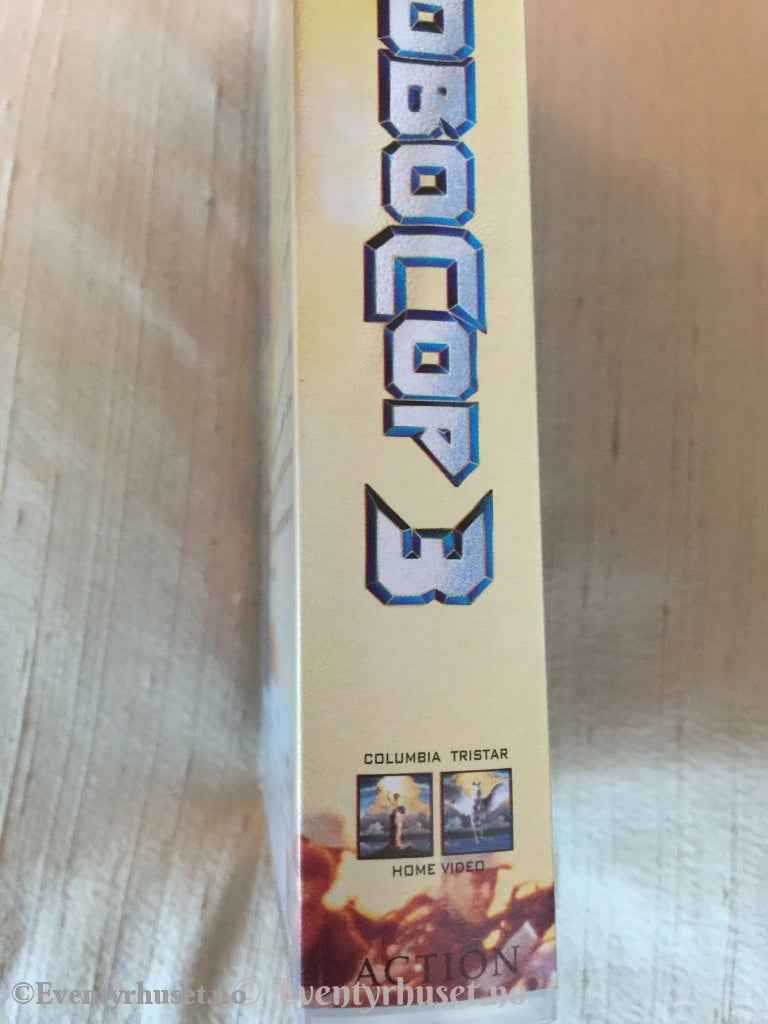 OBOCOP 3
COLUMBIA TRISTAR
HOME VIDEO
ACTION
©Eventyrhuset.no © Eventyrhuset.no